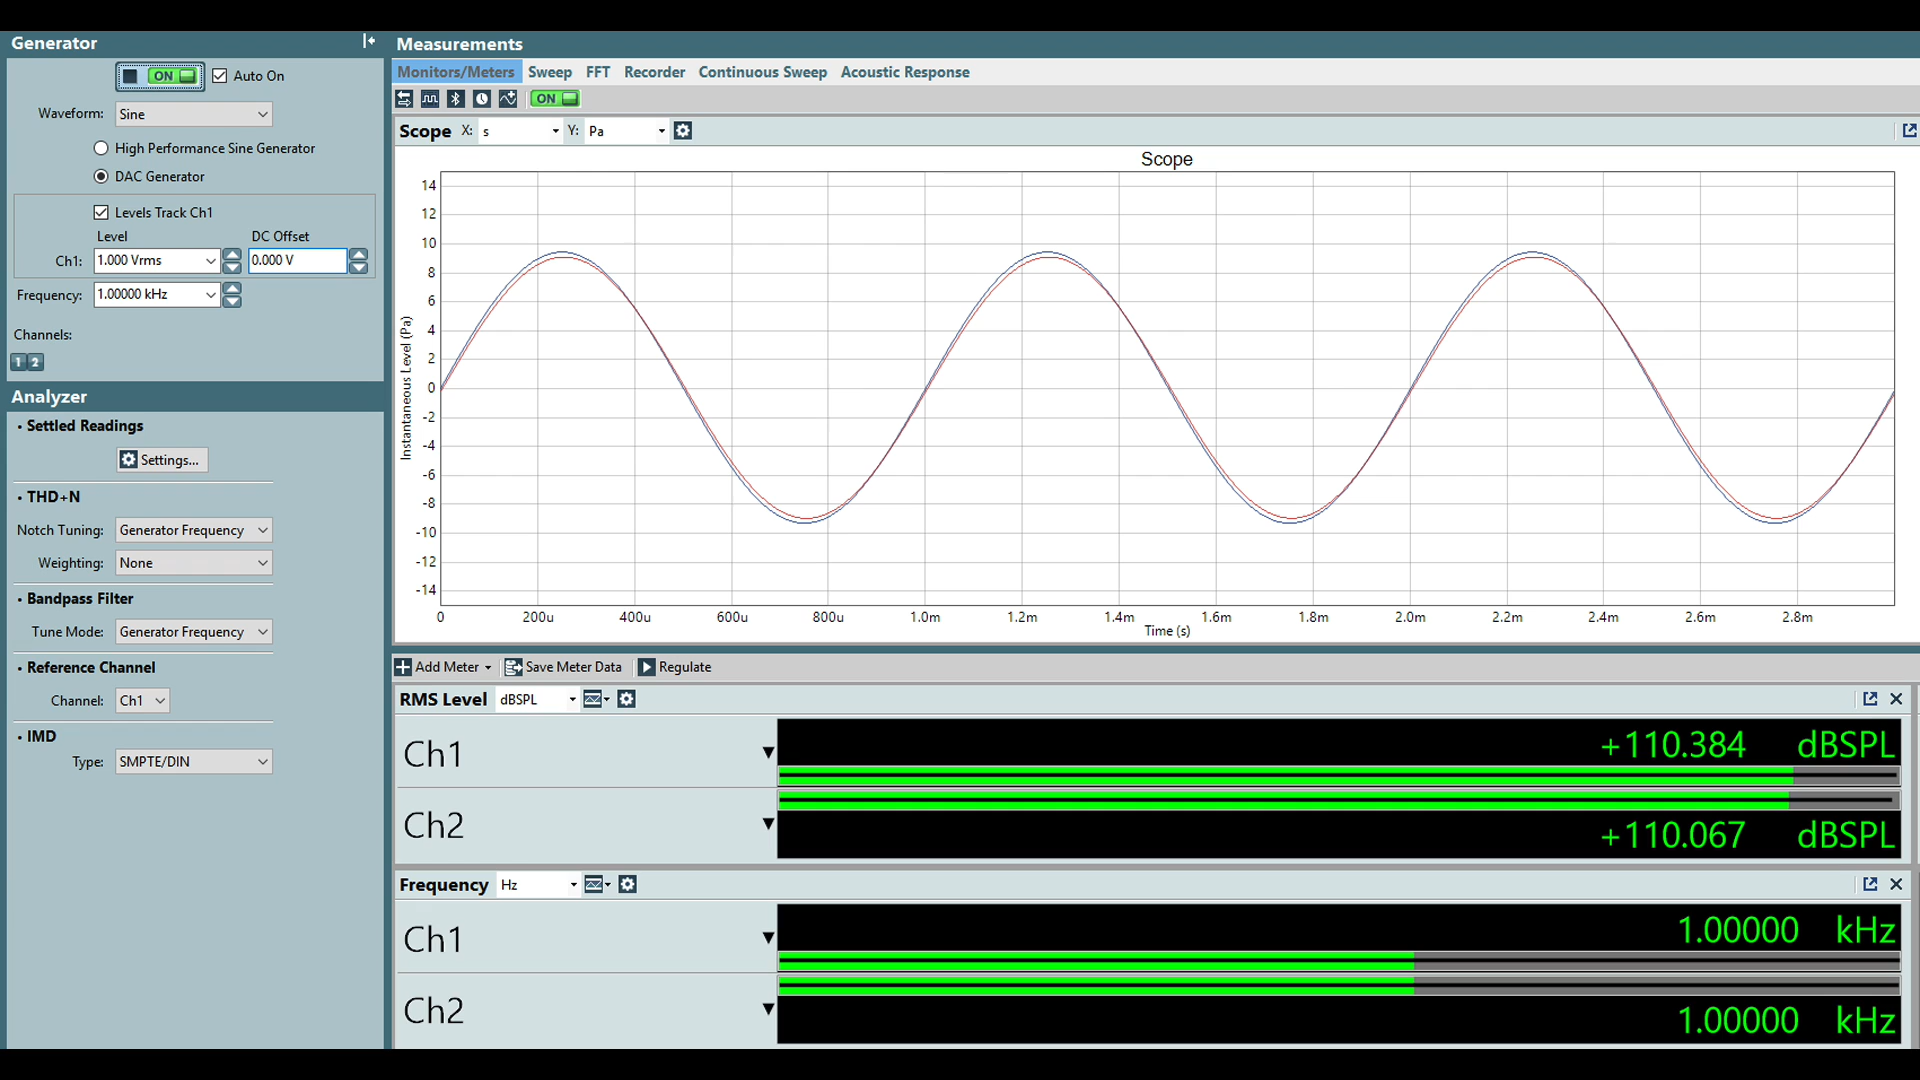 Generator
ON Auto On
Waveform: Sine
High Performance Sine Generator
DAC Generator
Levels Track Ch1
Level DC Offset
Ch1: 1.000 Vrms 0.000 V
Frequency: 1.00000 kHz
Channels:
1 2
Analyzer
Settled Readings
Settings...
THD+N
Notch Tuning: Generator Frequency
Weighting: None
Bandpass Filter
Tune Mode: Generator Frequency
Reference Channel
Channel: Ch1
IMD
Type: SMPTE/DIN
Measurements
Monitors/Meters Sweep FFT Recorder Continuous Sweep Acoustic Response
ON
Scope X: s Y: Pa
Scope
14
12
10
8
6
4
2
0
-2
-4
-6
-8
-10
-12
-14
Instantaneous Level (Pa)
0 200u 400u 600u 800u 1.0m 1.2m 1.4m 1.6m 1.8m 2.0m 2.2m 2.4m 2.6m 2.8m
Time (s)
Add Meter Save Meter Data Regulate
RMS Level dBSPL
Ch1 +110.384 dBSPL
Ch2 +110.067 dBSPL
Frequency Hz
Ch1 1.00000 kHz
Ch2 1.00000 kHz